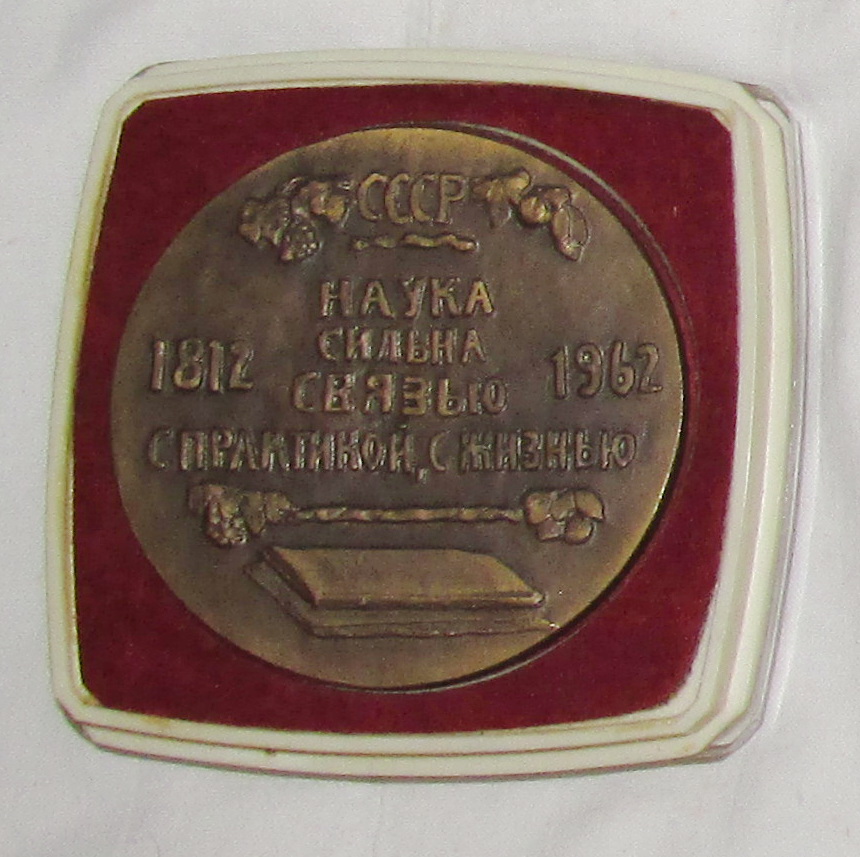 СССР
НАУКА
СИЛЬНА
1812 1962
СВЯЗЬЮ
С ПРАКТИКОЙ, С ЖИЗНЬЮ